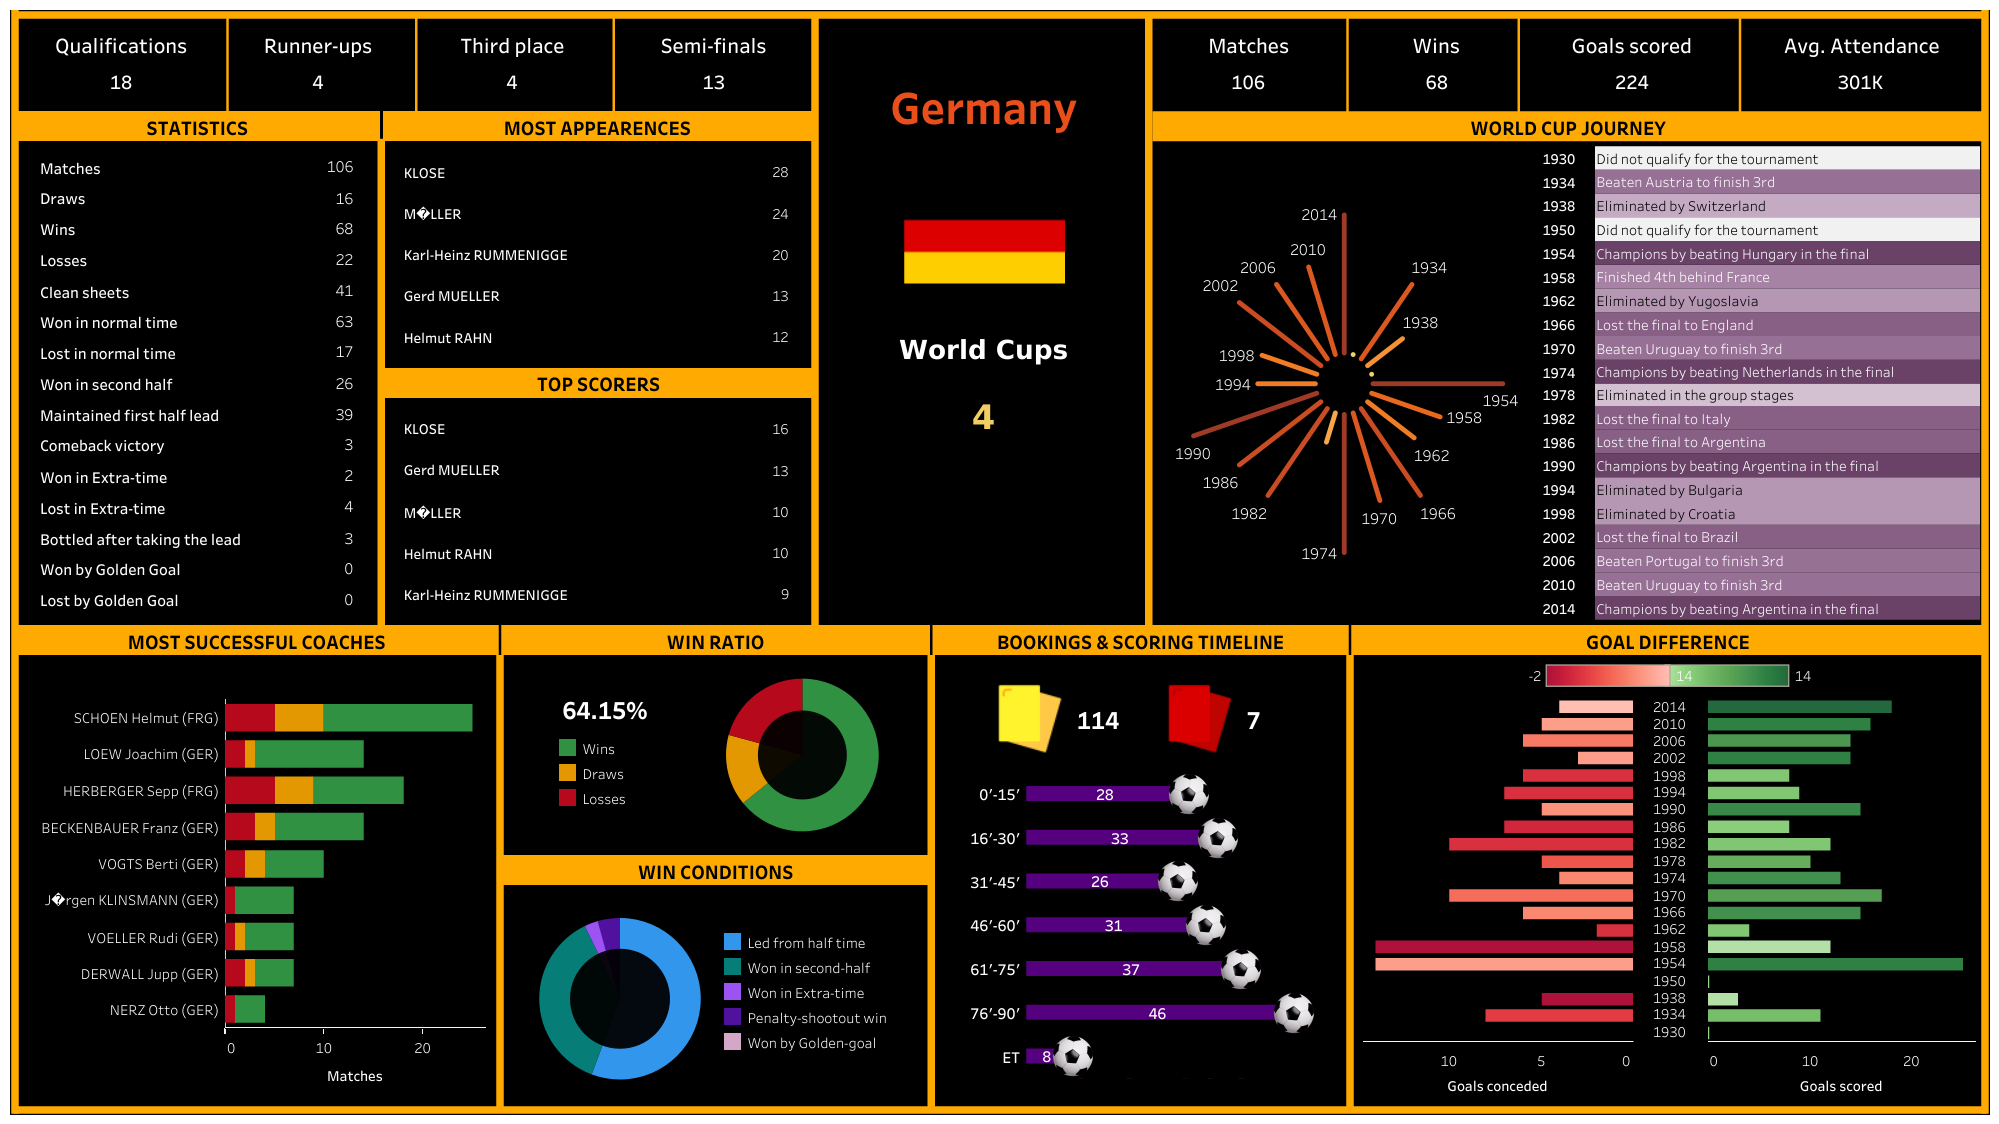 Qualifications
18
Runner-ups
4
Third place
4
Semi-finals
13
Germany
World Cups
4
Matches
106
Wins
68
Goals scored
224
Avg. Attendance
301K
STATISTICS
Matches 106
Draws 16
Wins 68
Losses 22
Clean sheets 41
Won in normal time 63
Lost in normal time 17
Won in second half 26
Maintained first half lead 39
Comeback victory 3
Won in Extra-time 2
Lost in Extra-time 4
Bottled after taking the lead 3
Won by Golden Goal 0
Lost by Golden Goal 0
MOST APPEARENCES
KLOSE 28
M�LLER 24
Karl-Heinz RUMMENIGGE 20
Gerd MUELLER 13
Helmut RAHN 12
TOP SCORERS
KLOSE 16
Gerd MUELLER 13
M�LLER 10
Helmut RAHN 10
Karl-Heinz RUMMENIGGE 9
WORLD CUP JOURNEY
2014
2010
2006
2002
1934
1938
1998
1994
1954
1958
1990
1962
1986
1982
1970
1966
1974
1930 Did not qualify for the tournament
1934 Beaten Austria to finish 3rd
1938 Eliminated by Switzerland
1950 Did not qualify for the tournament
1954 Champions by beating Hungary in the final
1958 Finished 4th behind France
1962 Eliminated by Yugoslavia
1966 Lost the final to England
1970 Beaten Uruguay to finish 3rd
1974 Champions by beating Netherlands in the final
1978 Eliminated in the group stages
1982 Lost the final to Italy
1986 Lost the final to Argentina
1990 Champions by beating Argentina in the final
1994 Eliminated by Bulgaria
1998 Eliminated by Croatia
2002 Lost the final to Brazil
2006 Beaten Portugal to finish 3rd
2010 Beaten Uruguay to finish 3rd
2014 Champions by beating Argentina in the final
MOST SUCCESSFUL COACHES
SCHOEN Helmut (FRG)
LOEW Joachim (GER)
HERBERGER Sepp (FRG)
BECKENBAUER Franz (GER)
VOGTS Berti (GER)
J�rgen KLINSMANN (GER)
VOELLER Rudi (GER)
DERWALL Jupp (GER)
NERZ Otto (GER)
0 10 20
Matches
WIN RATIO
64.15%
Wins
Draws
Losses
WIN CONDITIONS
Led from half time
Won in second-half
Won in Extra-time
Penalty-shootout win
Won by Golden-goal
BOOKINGS & SCORING TIMELINE
114 7
0'-15' 28
16'-30' 33
31'-45' 26
46'-60' 31
61'-75' 37
76'-90' 46
ET 8
GOAL DIFFERENCE
-2 14 14
2014
2010
2006
2002
1998
1994
1990
1986
1982
1978
1974
1970
1966
1962
1958
1954
1950
1938
1934
1930
10 5 0 0 10 20
Goals conceded Goals scored